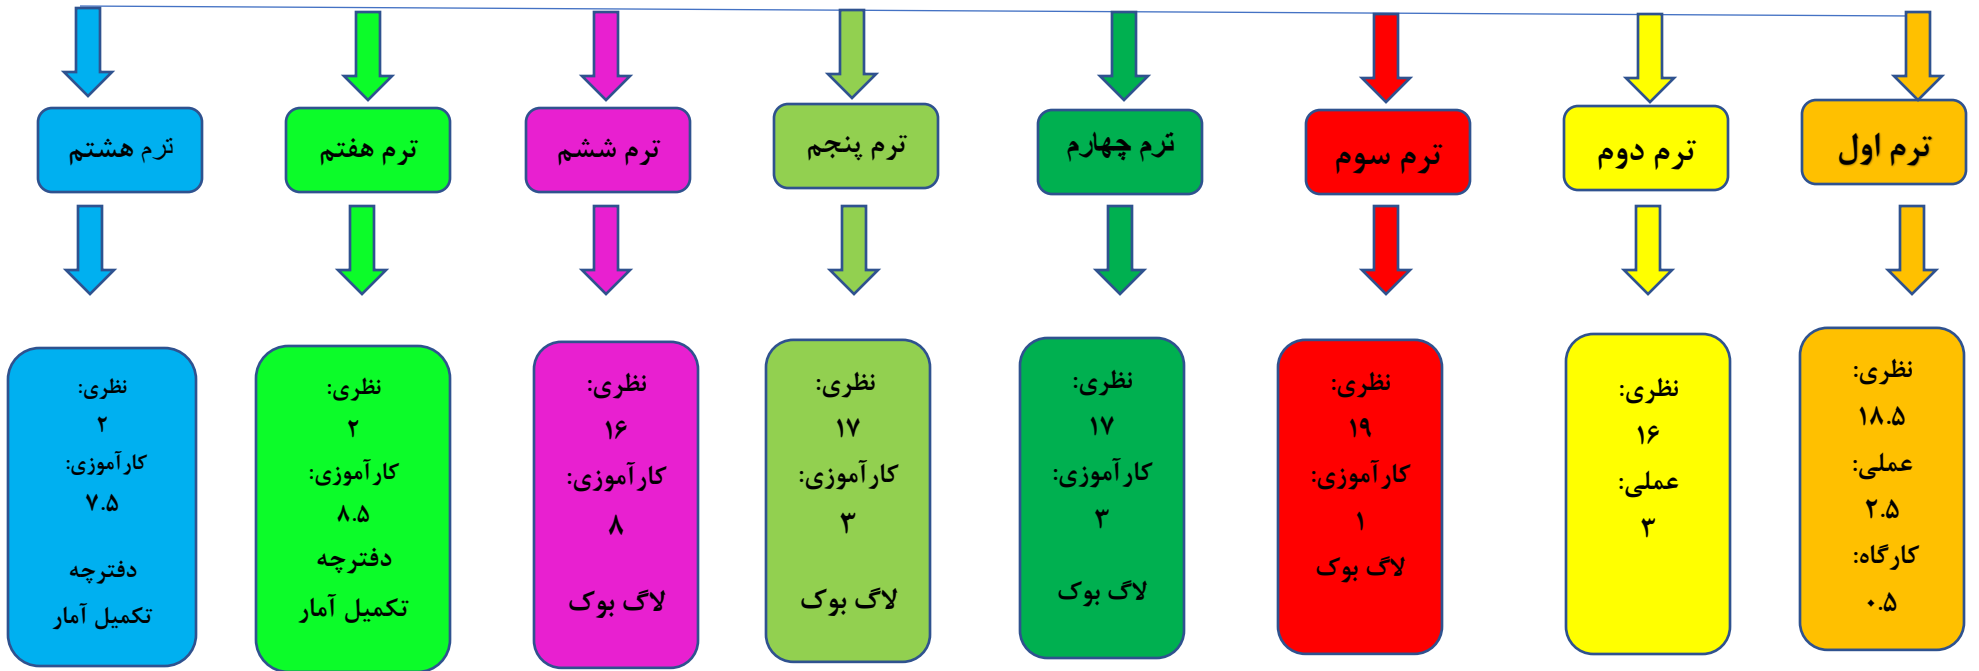 ترم اول
ترم دوم
ترم سوم
ترم چهارم
ترم پنجم
ترم ششم
ترم هفتم
ترم هشتم
نظری:
۱۸.۵
عملی:
۲.۵
کارگاه:
۰.۵
نظری:
۱۶
عملی:
۳
نظری:
۱۹
کارآموزی:
۱
لاگ بوک
نظری:
۱۷
کارآموزی:
۳
لاگ بوک
نظری:
۱۷
کارآموزی:
۳
لاگ بوک
نظری:
۱۶
کارآموزی:
۸
لاگ بوک
نظری:
۲
کارآموزی:
۸.۵
دفترچه
تکمیل آمار
نظری:
۲
کارآموزی:
۷.۵
دفترچه
تکمیل آمار